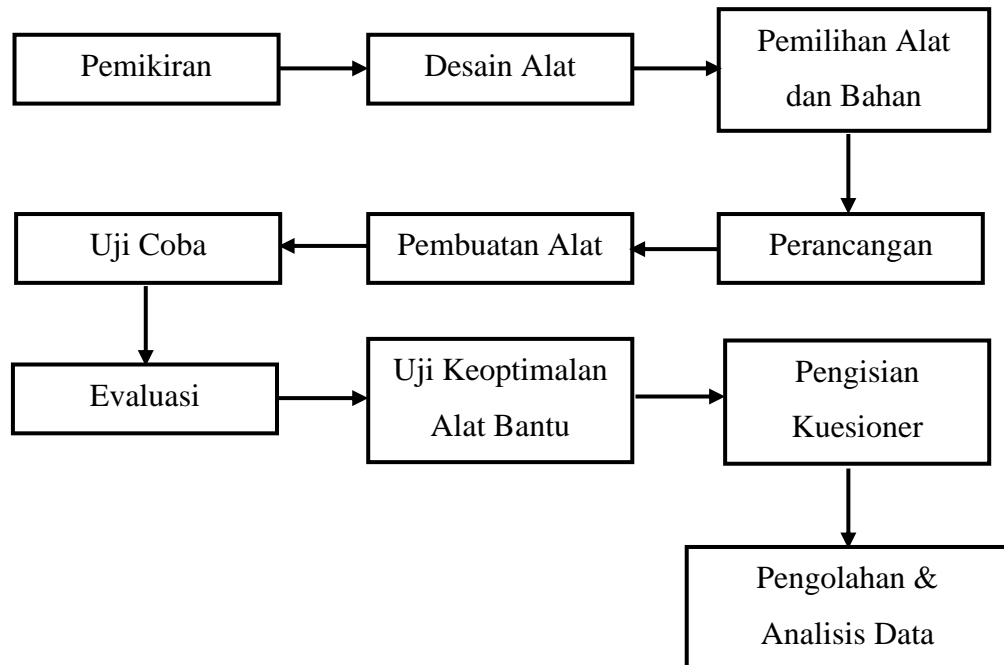 Pemikiran
Desain Alat
Pemilihan Alat
dan Bahan
Perancangan
Pembuatan Alat
Uji Coba
Evaluasi
Uji Keoptimalan
Alat Bantu
Pengisian
Kuesioner
Pengolahan &
Analisis Data